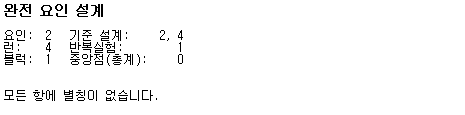 완전 요인 설계
요인: 2 기준 설계: 2, 4
런: 4 반복실험: 1
블럭: 1 중앙점(총계): 0
모든 항에 별칭이 없습니다.